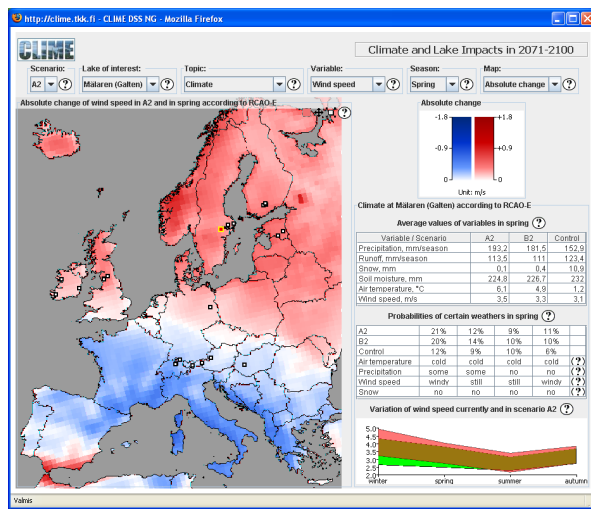 http://clime.tkk.fi - CLIME DSS NG - Mozilla Firefox
CLIME
Climate and Lake Impacts in 2071-2100
Scenario: Lake of interest: Topic: Variable: Season: Map:
A2 ? Mälaren (Galten) ? Climate ? Wind speed ? Spring ? Absolute change ?
Absolute change of wind speed in A2 and in spring according to RCAO-E
?
Absolute change
-1.8 +1.8
-0.9 +0.9
0 0
Unit: m/s
Climate at Mälaren (Galten) according to RCAO-E
Average values of variables in spring ?
Variable / Scenario A2 B2 Control
Precipitation, mm/season 193,2 181,5 152,9
Runoff, mm/season 113,5 111 123,4
Snow, mm 0,1 0,4 10,9
Soil moisture, mm 224,8 226,7 232
Air temperature, °C 6,1 4,9 1,2
Wind speed, m/s 3,5 3,3 3,1
Probabilities of certain weathers in spring ?
A2 21% 12% 9% 11%
B2 20% 14% 10% 10%
Control 12% 9% 10% 6%
Air temperature cold cold cold cold (?)
Precipitation some some no no (?)
Wind speed windy still still windy (?)
Snow no no no no (?)
Variation of wind speed currently and in scenario A2 ?
5.0
4.5
4.0
3.5
3.0
2.5
2.0
winter spring summer autumn
Valmis